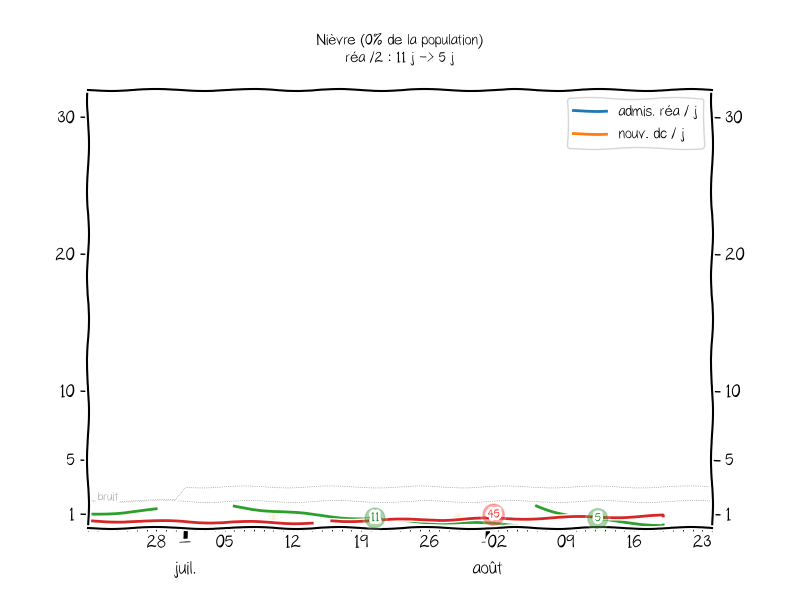 Nièvre (0% de la population)
réa /2 : 11 j -> 5 j
admis. réa / j
nouv. dc / j
30 30
20 20
10 10
5 5
bruit
1 11 45 5 1
28 05 12 19 26 02 09 16 23
juil. août